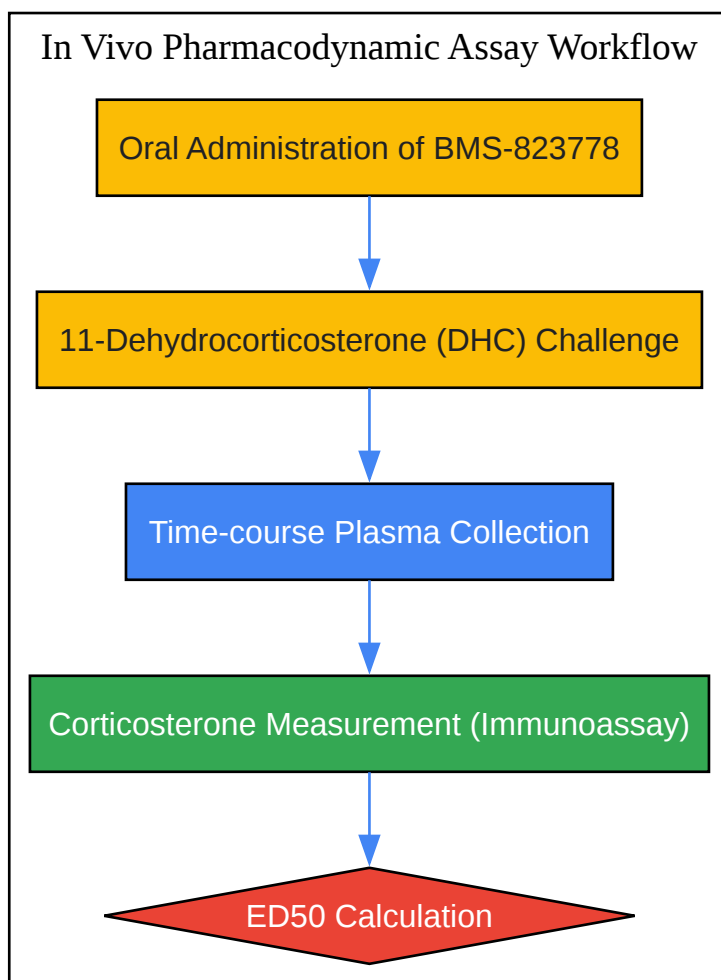 In Vivo Pharmacodynamic Assay Workflow
Oral Administration of BMS-823778
11-Dehydrocorticosterone (DHC) Challenge
Time-course Plasma Collection
Corticosterone Measurement (Immunoassay)
ED50 Calculation